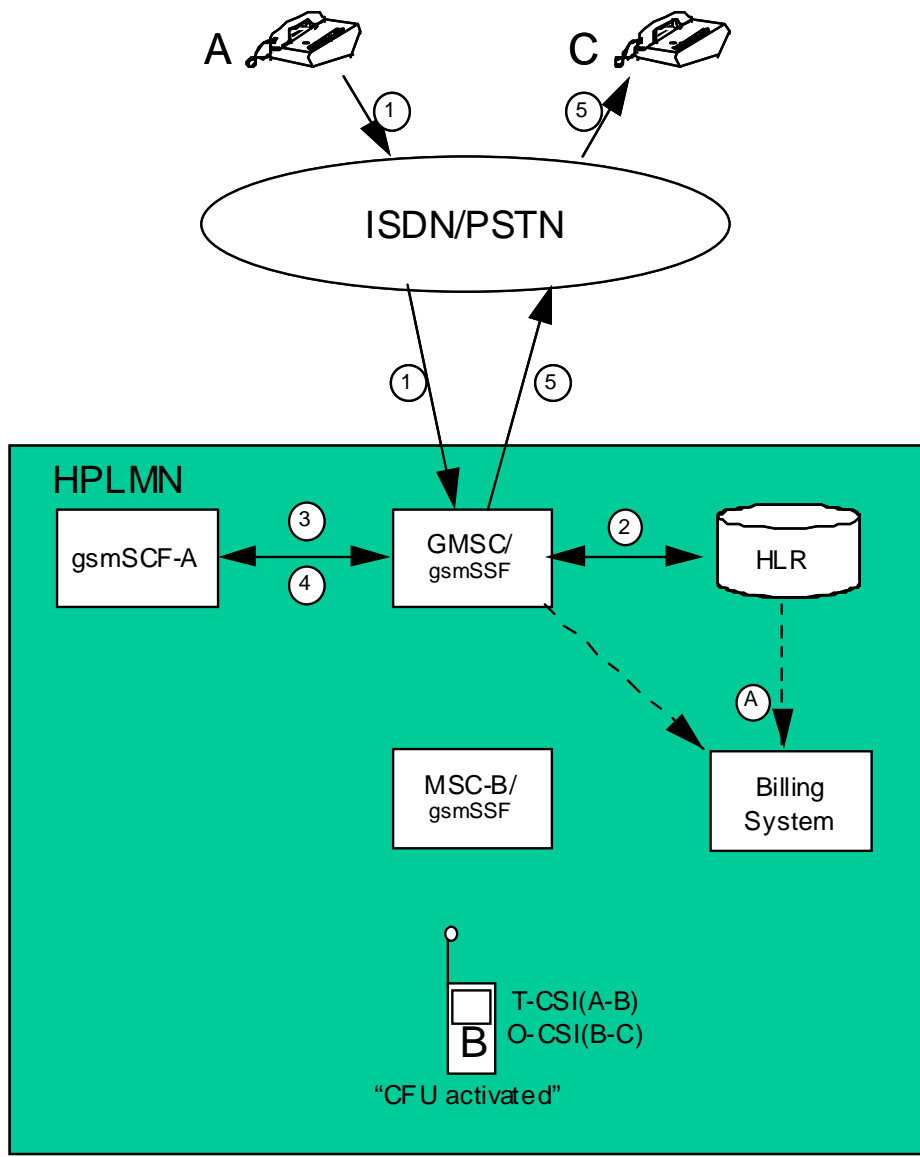 A
C
1
5
ISDN/PSTN
1
5
HPLMN
gsmSCF-A
3
4
GMSC/
gsmSSF
2
HLR
A
MSC-B/
gsmSSF
Billing
System
B
T-CSI(A-B)
O-CSI(B-C)
“CFU activated”